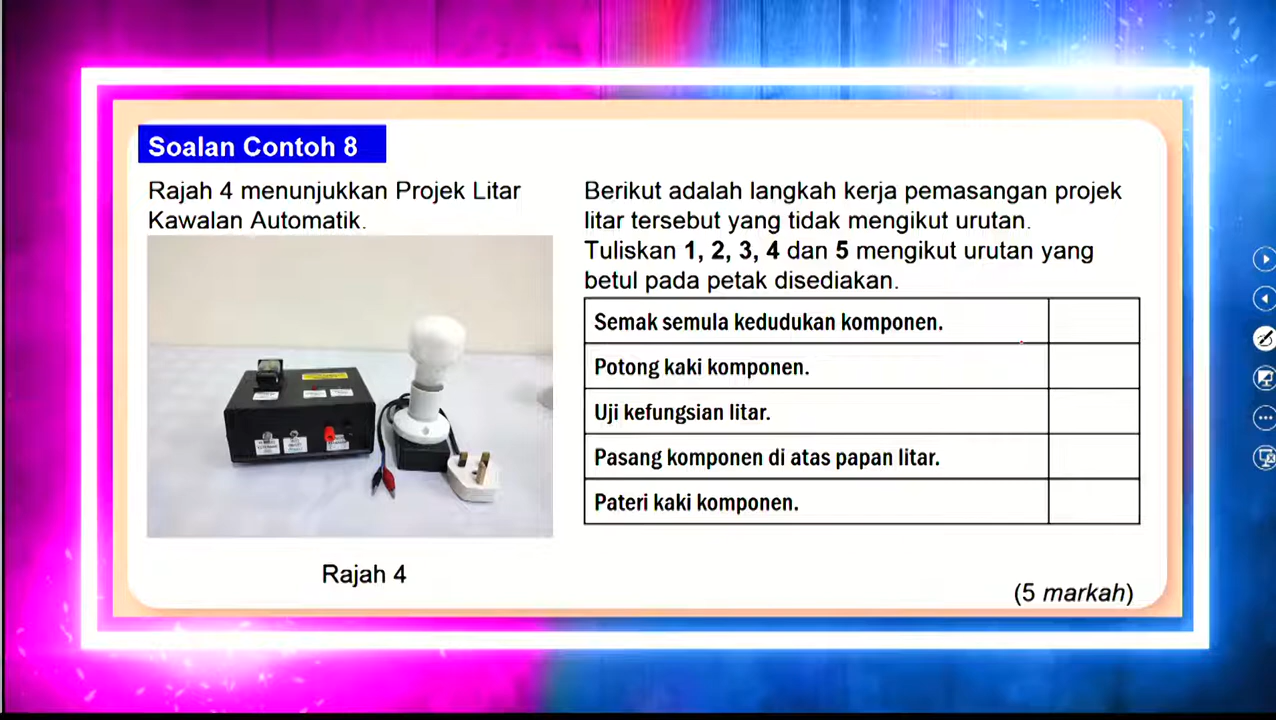 Soalan Contoh 8
Rajah 4 menunjukkan Projek Litar
Kawalan Automatik.
Rajah 4
Berikut adalah langkah kerja pemasangan projek
litar tersebut yang tidak mengikut urutan.
Tuliskan 1, 2, 3, 4 dan 5 mengikut urutan yang
betul pada petak disediakan.
Semak semula kedudukan komponen.
Potong kaki komponen.
Uji kefungsian litar.
Pasang komponen di atas papan litar.
Pateri kaki komponen.
(5 markah)